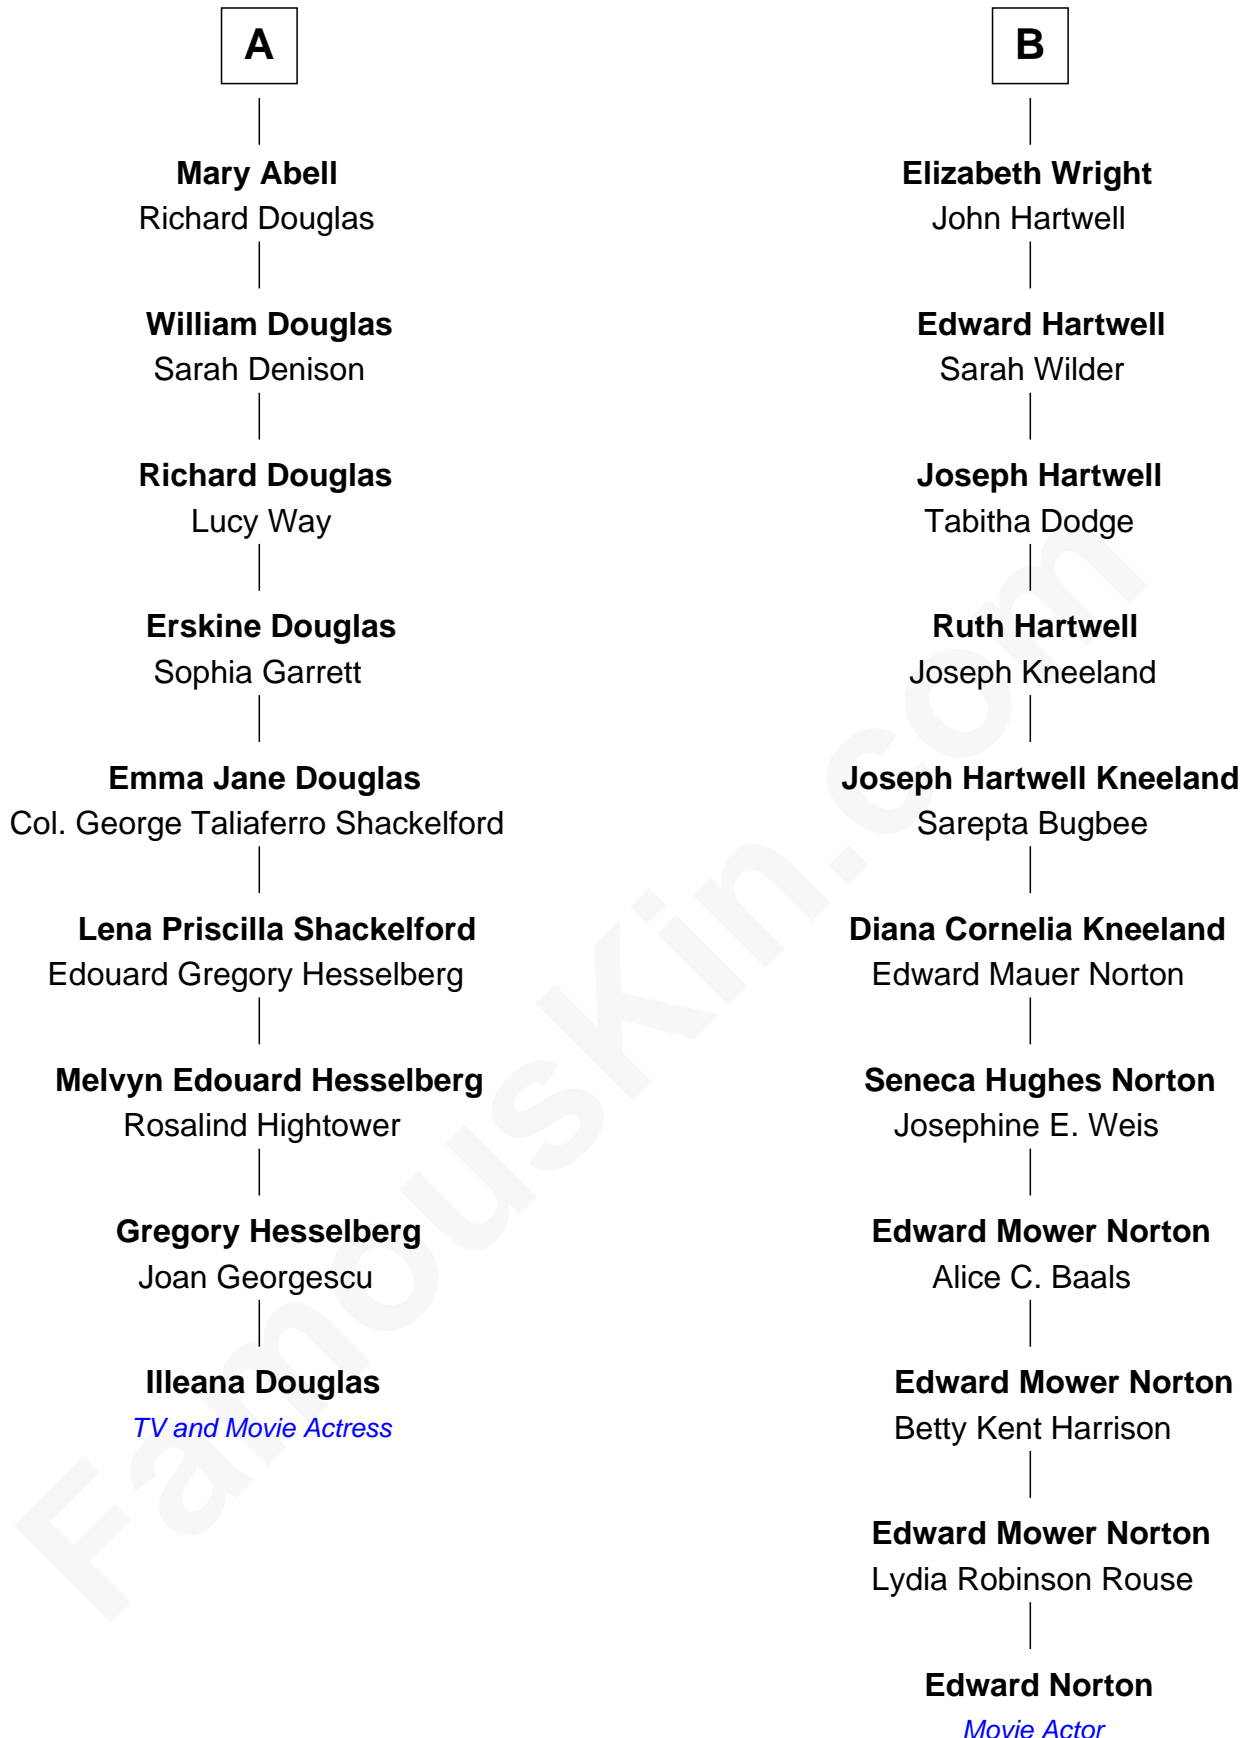 A
Mary Abell
Richard Douglas
William Douglas
Sarah Denison
Richard Douglas
Lucy Way
Erskine Douglas
Sophia Garrett
Emma Jane Douglas
Col. George Taliaferro Shackelford
Lena Priscilla Shackelford
Edouard Gregory Hesselberg
Melvyn Edouard Hesselberg
Rosalind Hightower
Gregory Hesselberg
Joan Georgescu
Illeana Douglas
TV and Movie Actress
B
Elizabeth Wright
John Hartwell
Edward Hartwell
Sarah Wilder
Joseph Hartwell
Tabitha Dodge
Ruth Hartwell
Joseph Kneeland
Joseph Hartwell Kneeland
Sarepta Bugbee
Diana Cornelia Kneeland
Edward Mauer Norton
Seneca Hughes Norton
Josephine E. Weis
Edward Mower Norton
Alice C. Baals
Edward Mower Norton
Betty Kent Harrison
Edward Mower Norton
Lydia Robinson Rouse
Edward Norton
Movie Actor
FamousKin.com